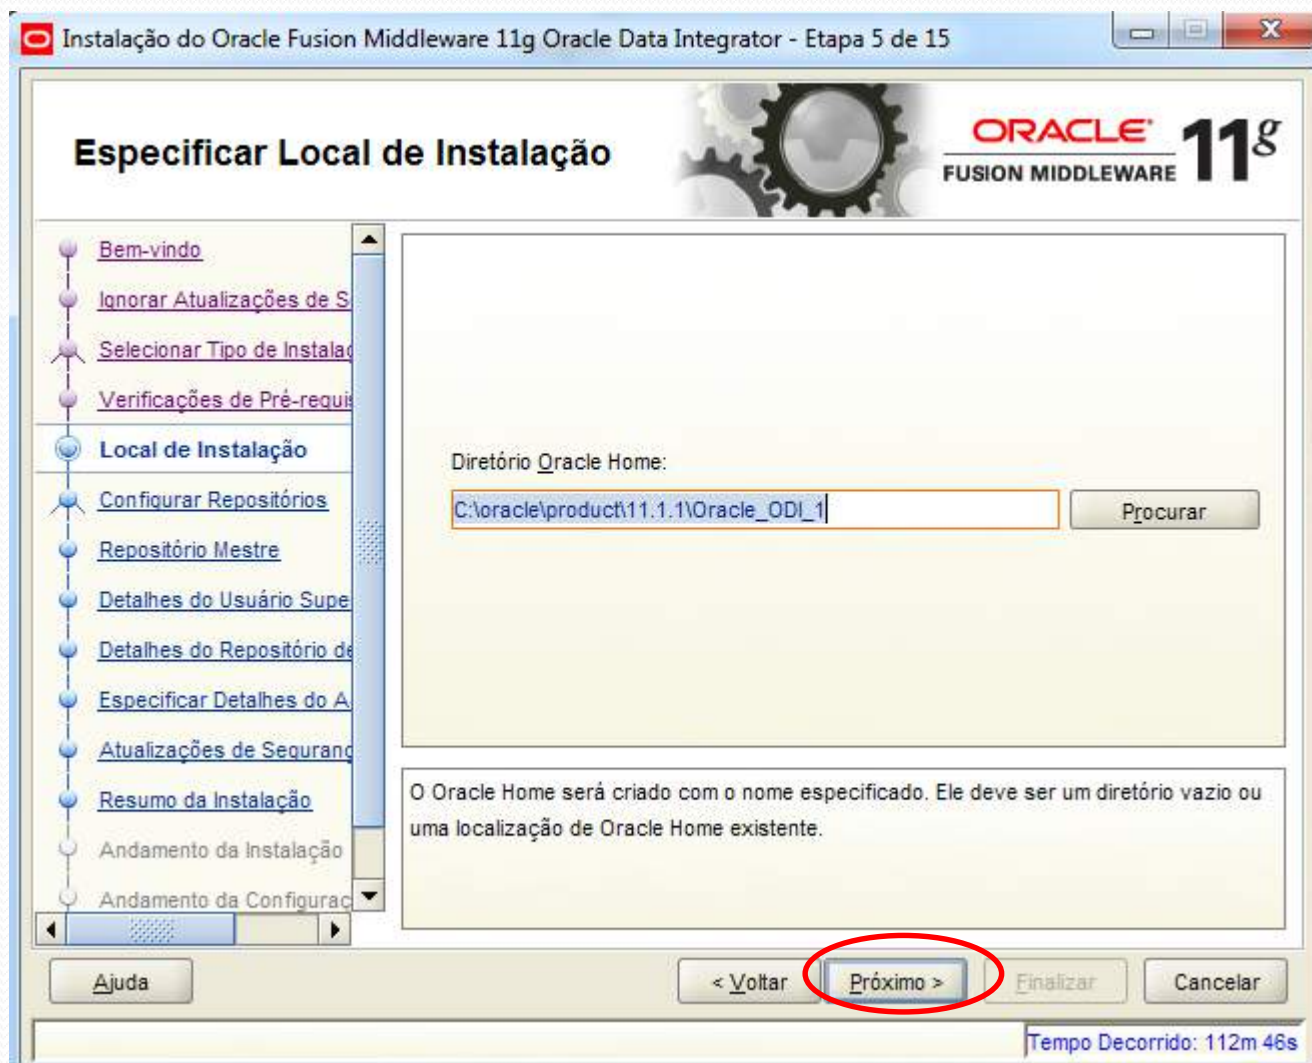 Instalação do Oracle Fusion Middleware 11g Oracle Data Integrator - Etapa 5 de 15
Especificar Local de Instalação
ORACLE
FUSION MIDDLEWARE 11g
Bem-vindo
Ignorar Atualizações de S
Selecionar Tipo de Instalaç
Verificações de Pré-requis
Local de Instalação
Configurar Repositórios
Repositório Mestre
Detalhes do Usuário Supe
Detalhes do Repositório de
Especificar Detalhes do A
Atualizações de Seguranç
Resumo da Instalação
Andamento da Instalação
Andamento da Configuraç
Diretório Oracle Home:
C:\oracle\product\11.1.1\Oracle_ODI_1
Procurar
O Oracle Home será criado com o nome especificado. Ele deve ser um diretório vazio ou
uma localização de Oracle Home existente.
Ajuda
< Voltar
Próximo >
Finalizar
Cancelar
Tempo Decorrido: 112m 46s